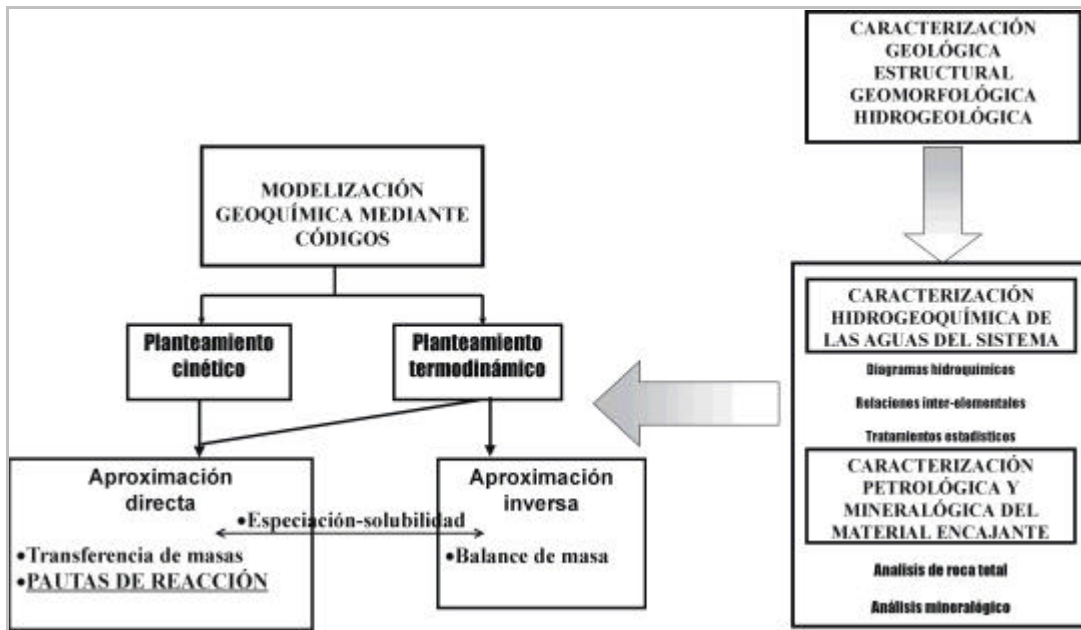 CARACTERIZACIÓN
GEOLÓGICA
ESTRUCTURAL
GEOMORFOLÓGICA
HIDROGEOLÓGICA
MODELIZACIÓN
GEOQUÍMICA MEDIANTE
CÓDIGOS
Planteamiento
cinético
Planteamiento
termodinámico
Aproximación
directa
•Transferencia de masas
•PAUTAS DE REACCIÓN
•Especiación-solubilidad
Aproximación
inversa
•Balance de masa
CARACTERIZACIÓN
HIDROGEOQUÍMICA DE
LAS AGUAS DEL SISTEMA
Diagramas hidroquímicos
Relaciones inter-elementales
Tratamientos estadísticos
CARACTERIZACIÓN
PETROLÓGICA Y
MINERALÓGICA DEL
MATERIAL ENCAJANTE
Analisis de roca total
Análisis mineralógico